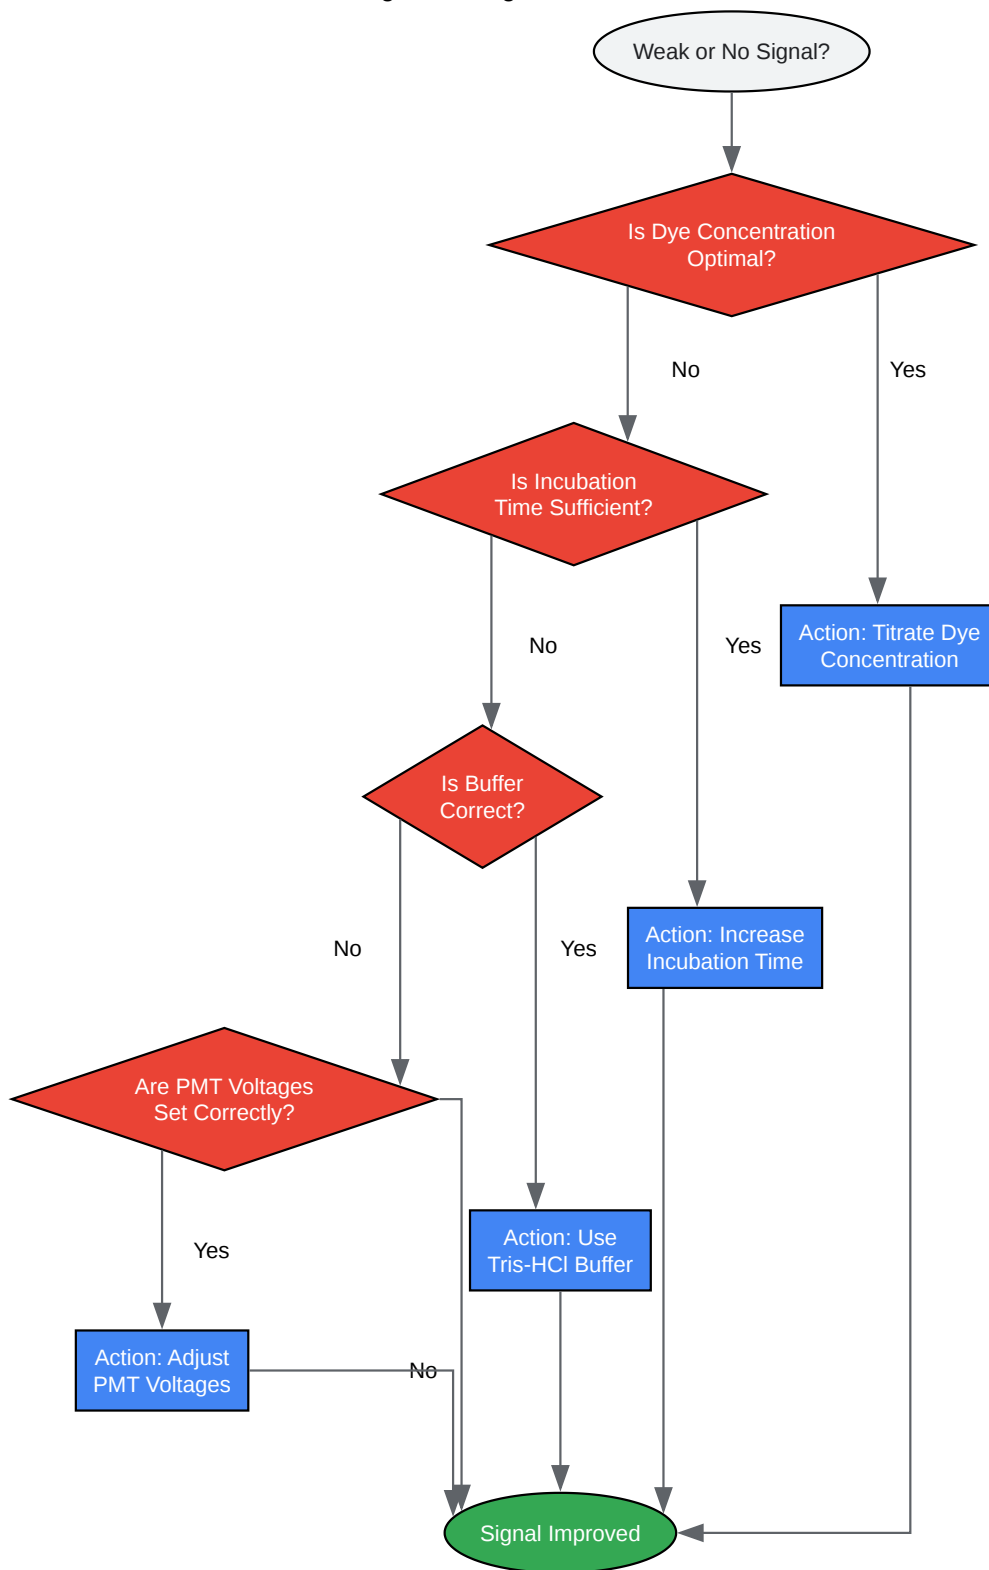 Weak or No Signal?
Is Dye Concentration
Optimal?
No
Yes
Is Incubation
Time Sufficient?
Action: Titrate Dye
Concentration
No
Yes
Is Buffer
Correct?
Action: Increase
Incubation Time
No
Yes
Are PMT Voltages
Set Correctly?
Action: Use
Tris-HCl Buffer
Yes
Action: Adjust
PMT Voltages
No
Signal Improved